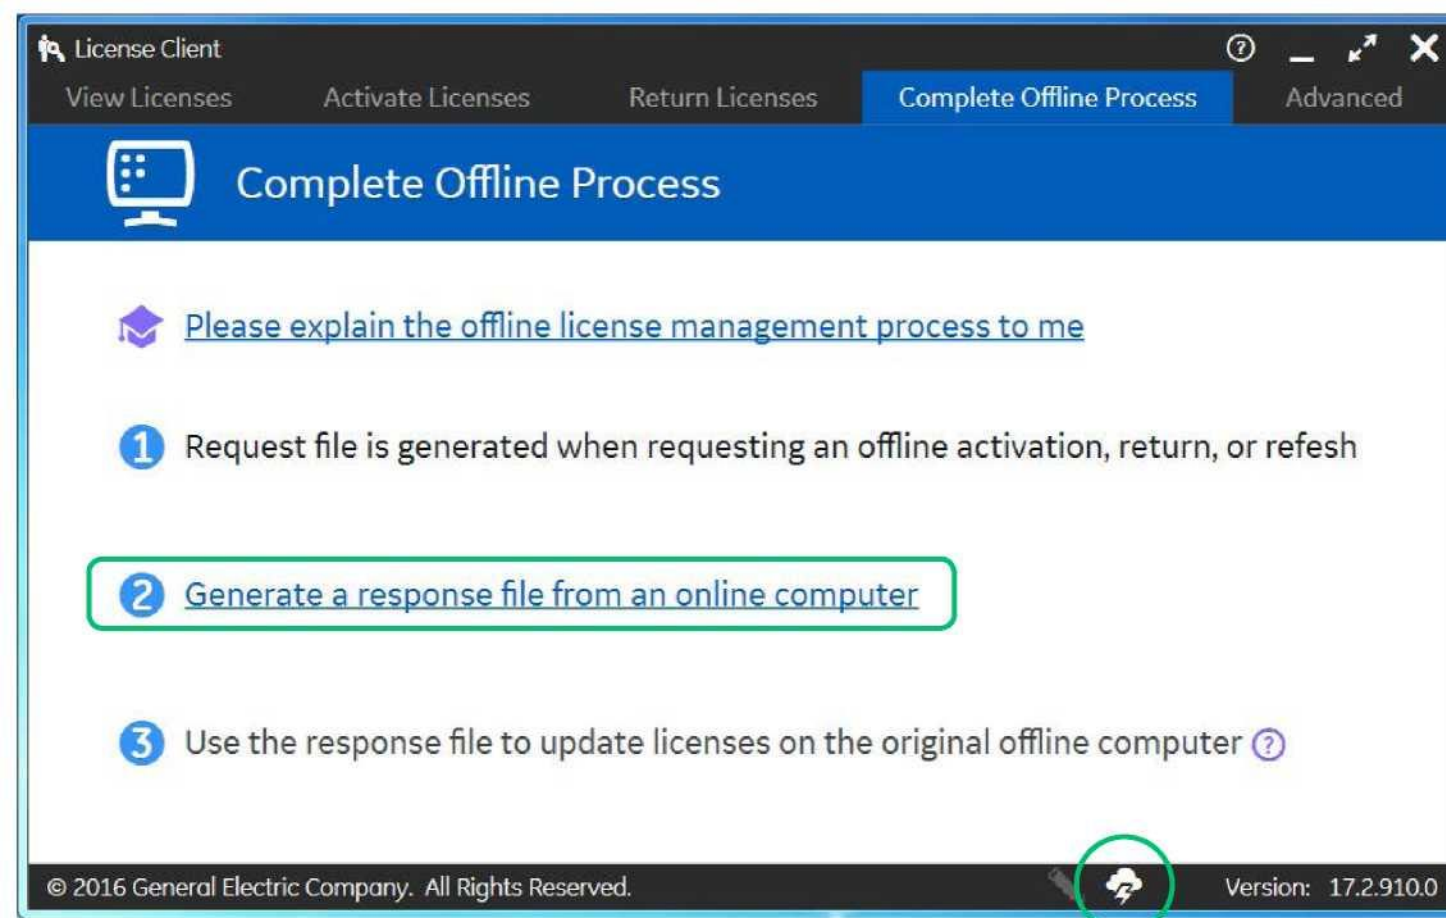 License Client
View Licenses Activate Licenses Return Licenses Complete Offline Process Advanced
Complete Offline Process
Please explain the offline license management process to me
1 Request file is generated when requesting an offline activation, return, or refesh
2 Generate a response file from an online computer
3 Use the response file to update licenses on the original offline computer ?
© 2016 General Electric Company. All Rights Reserved. Version: 17.2.910.0